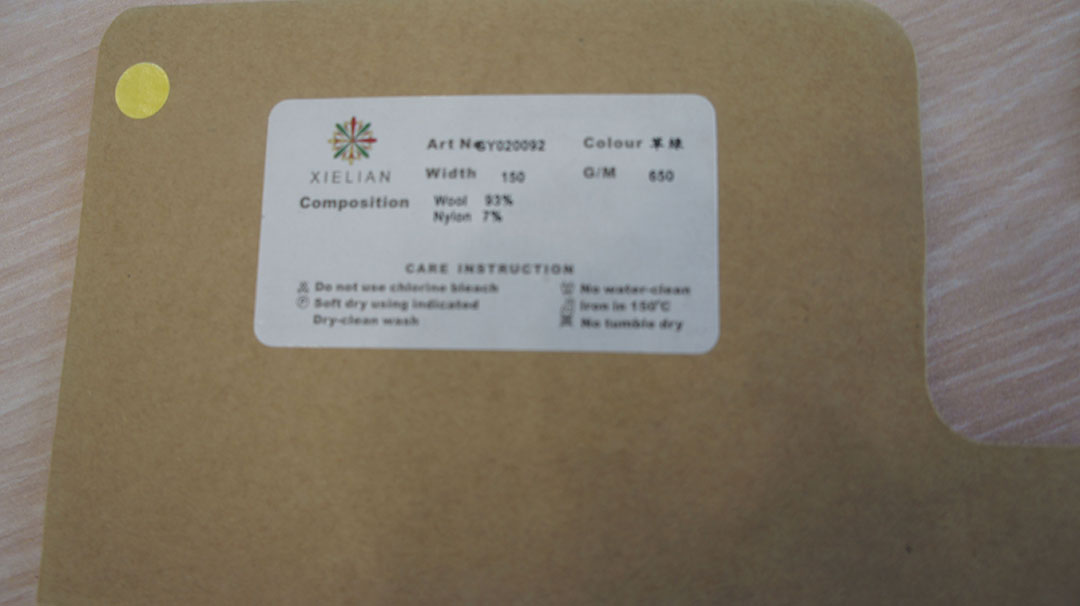 XIELIAN
Art No GY020092
Colour 草綠
Width 150
G/M 650
Composition Wool 93%
Nylon 7%
CARE INSTRUCTION
Do not use chlorine bleach
No water-clean
Soft dry using indicated
Iron in 150°C
Dry-clean wash
No tumble dry